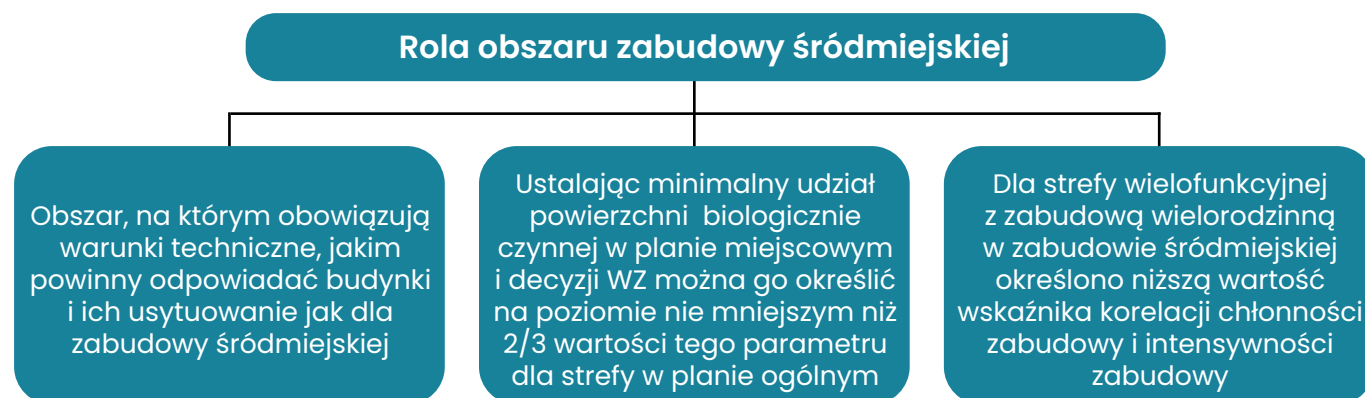 Rola obszaru zabudowy śródmiejskiej
Obszar, na którym obowiązują
warunki techniczne, jakim
powinny odpowiadać budynki
i ich usytuowanie jak dla
zabudowy śródmiejskiej
Ustalając minimalny udział
powierzchni biologicznie
czynnej w planie miejscowym
i decyzji WZ można go określić
na poziomie nie mniejszym niż
2/3 wartości tego parametru
dla strefy w planie ogólnym
Dla strefy wielofunkcyjnej
z zabudową wielorodzinną
w zabudowie śródmiejskiej
określono niższą wartość
wskaźnika korelacji chłonności
zabudowy i intensywności
zabudowy